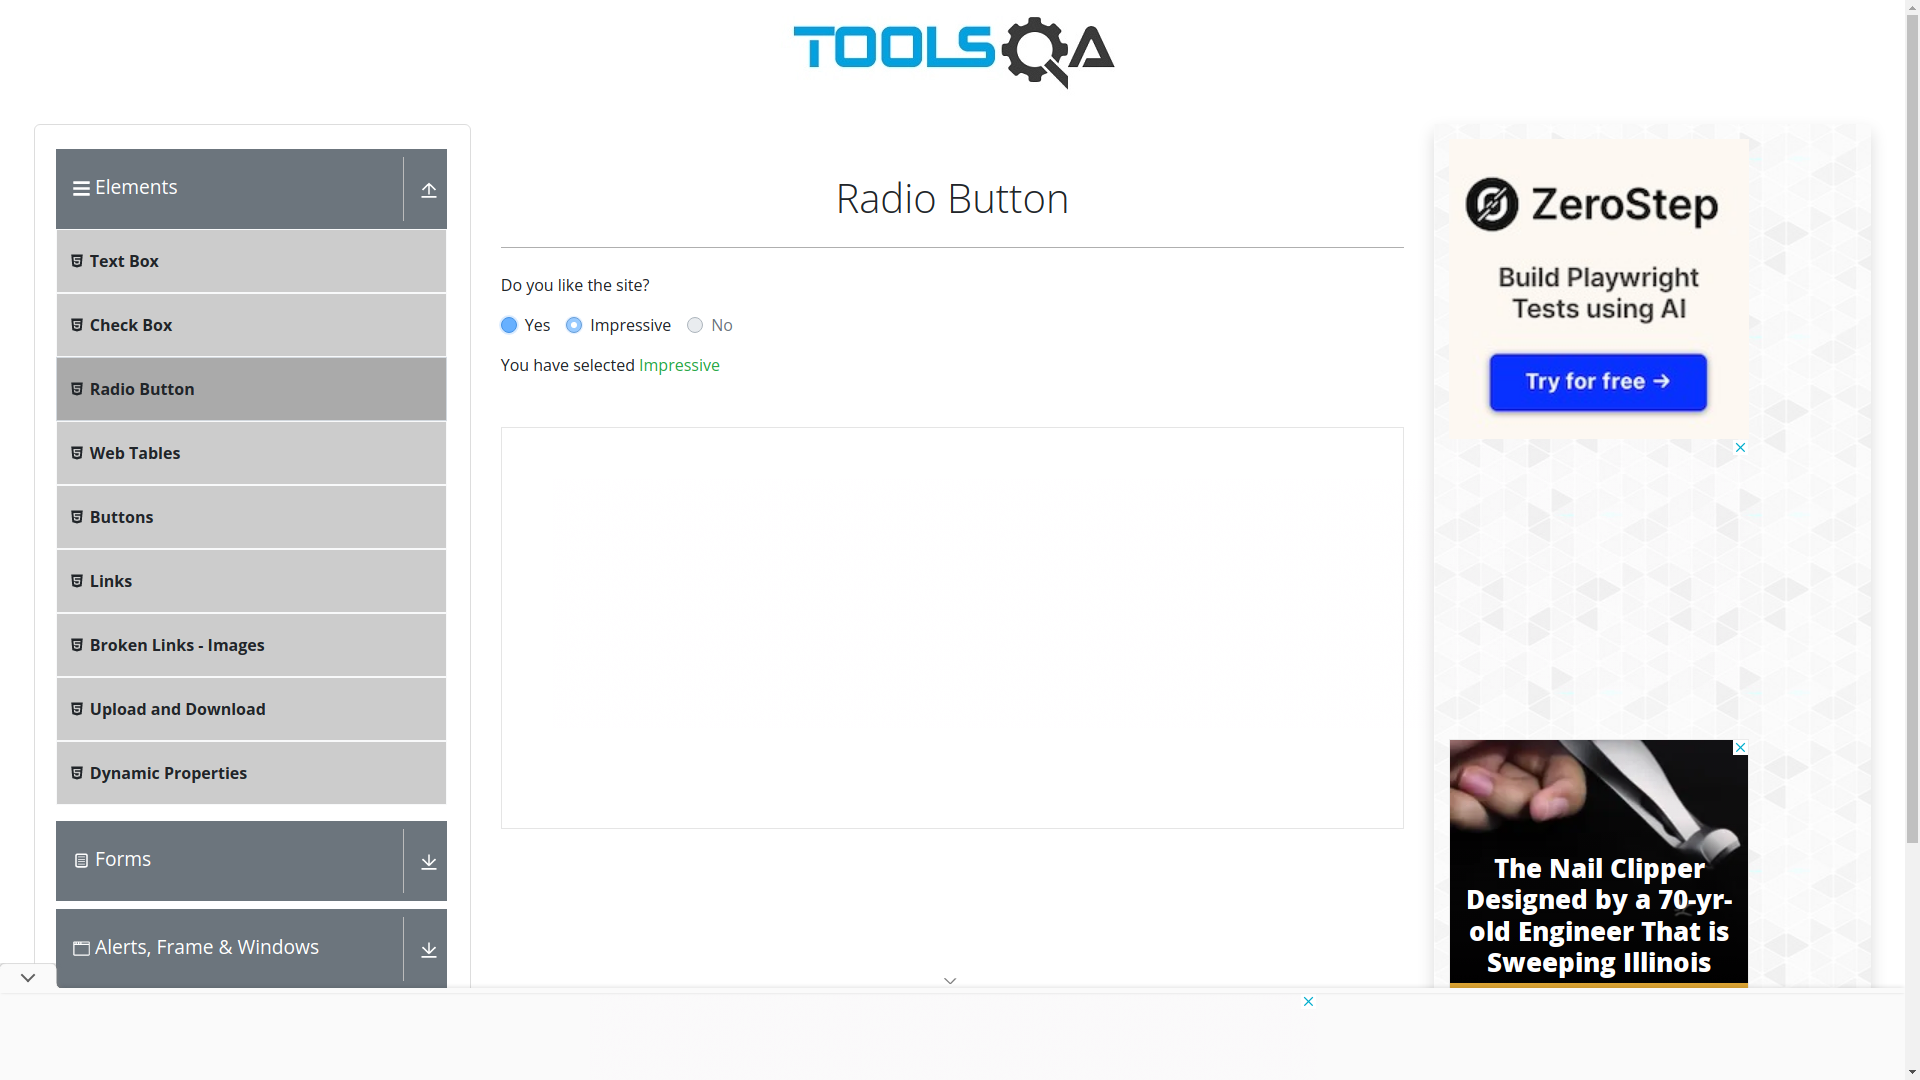 TOOLSQA
Elements
Text Box
Check Box
Radio Button
Web Tables
Buttons
Links
Broken Links - Images
Upload and Download
Dynamic Properties
Forms
Alerts, Frame & Windows
Radio Button
Do you like the site?
Yes Impressive No
You have selected Impressive
ZeroStep
Build Playwright
Tests using AI
Try for free →
The Nail Clipper
Designed by a 70-yr-
old Engineer That is
Sweeping Illinois